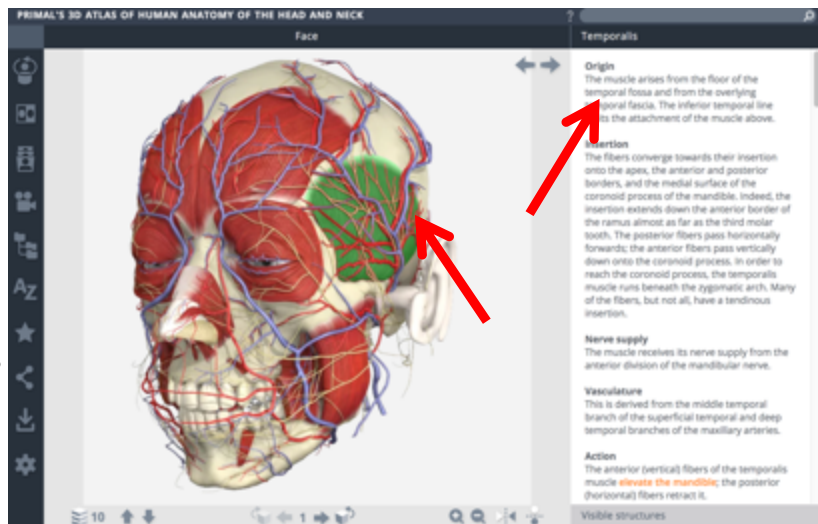 PRIMAL'S 3D ATLAS OF HUMAN ANATOMY OF THE HEAD AND NECK
?
Face
Temporalis
Origin
The muscle arises from the floor of the
temporal fossa and from the overlying
temporal fascia. The inferior temporal line
the attachment of the muscle above.
Insertion
The fibers converge towards their insertion
onto the apex, the anterior and posterior
borders, and the medial surface of the
coronoid process of the mandible. Indeed, the
insertion extends down the anterior border of
the ramus almost as far as the third molar
tooth. The posterior fibers pass horizontally
forwards; the anterior fibers pass vertically
down onto the coronoid process. In order to
reach the coronoid process, the temporalis
muscle runs beneath the zygomatic arch. Many
of the fibers, but not all, have a tendinous
insertion.
Nerve supply
The muscle receives its nerve supply from the
anterior division of the mandibular nerve.
Vasculature
This is derived from the middle temporal
branch of the superficial temporal and deep
temporal branches of the maxillary arteries.
Action
The anterior (vertical) fibers of the temporalis
muscle elevate the mandible; the posterior
(horizontal) fibers retract it.
AZ
10
1
Visible structures